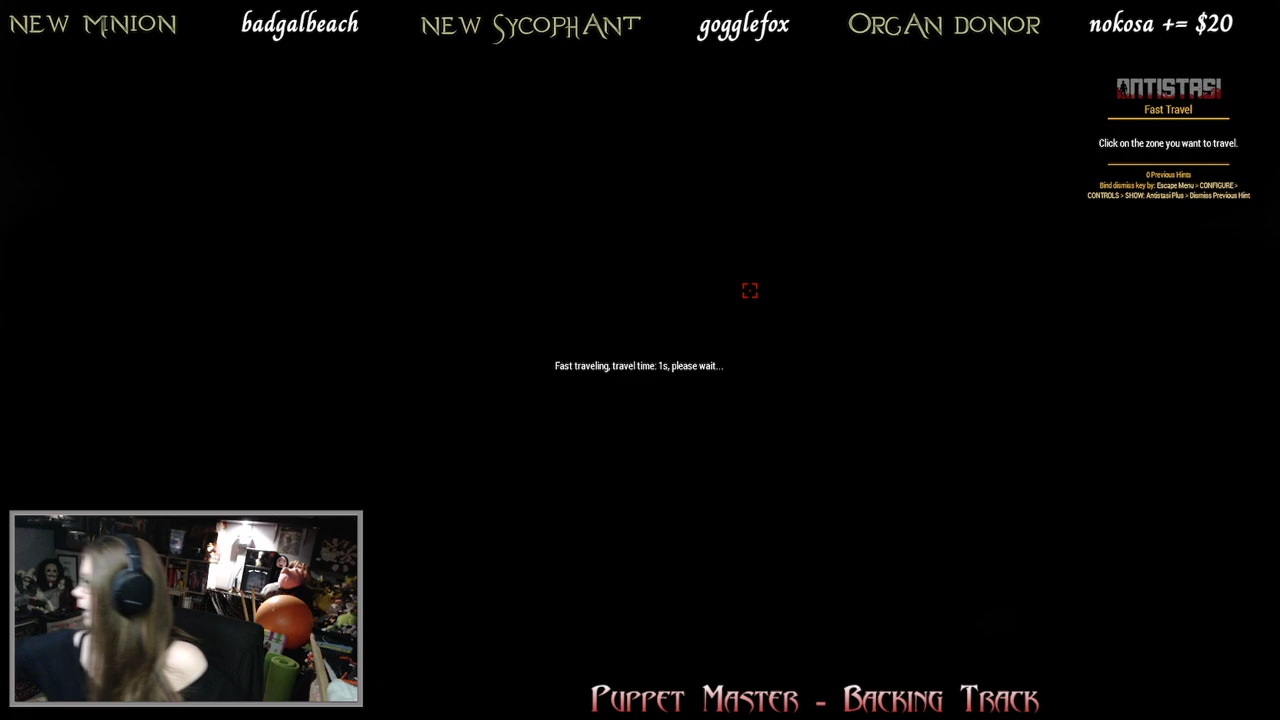 NEW MINION badgalbeach NEW SYCOPHANT gogglefox ORGAN DONOR nokosa += $20
ANTISTASI
Fast Travel
Click on the zone you want to travel.
0 Previous Hints
Bind dismiss key by: Escape Menu > CONFIGURE >
CONTROLS > SHOW: Antistasi Plus > Dismiss Previous Hint
Fast traveling, travel time: 1s, please wait...
PUPPET MASTER - BACKING TRACK